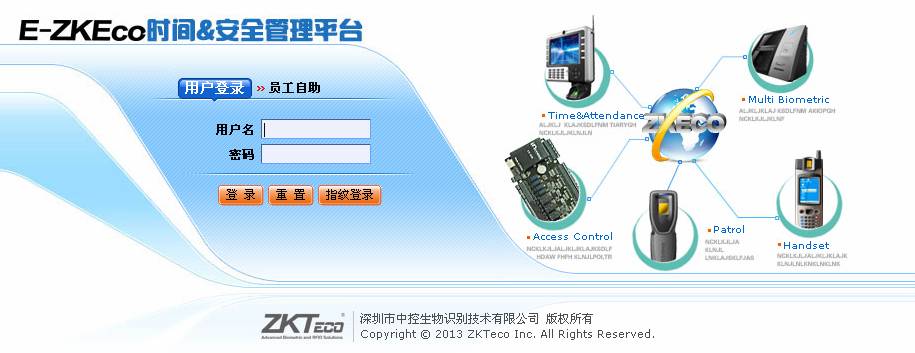 E-ZKEco时间&安全管理平台
用户登录 ›› 员工自助
用户名
密码
登 录 重 置 指纹登录
Time&Attendance
Multi Biometric
ZKECO
Access Control
Patrol
NCKLKJLJA
KLNJL
Handset
ZKTeco
深圳市中控生物识别技术有限公司 版权所有
Copyright © 2013 ZKTeco Inc. All Rights Reserved.